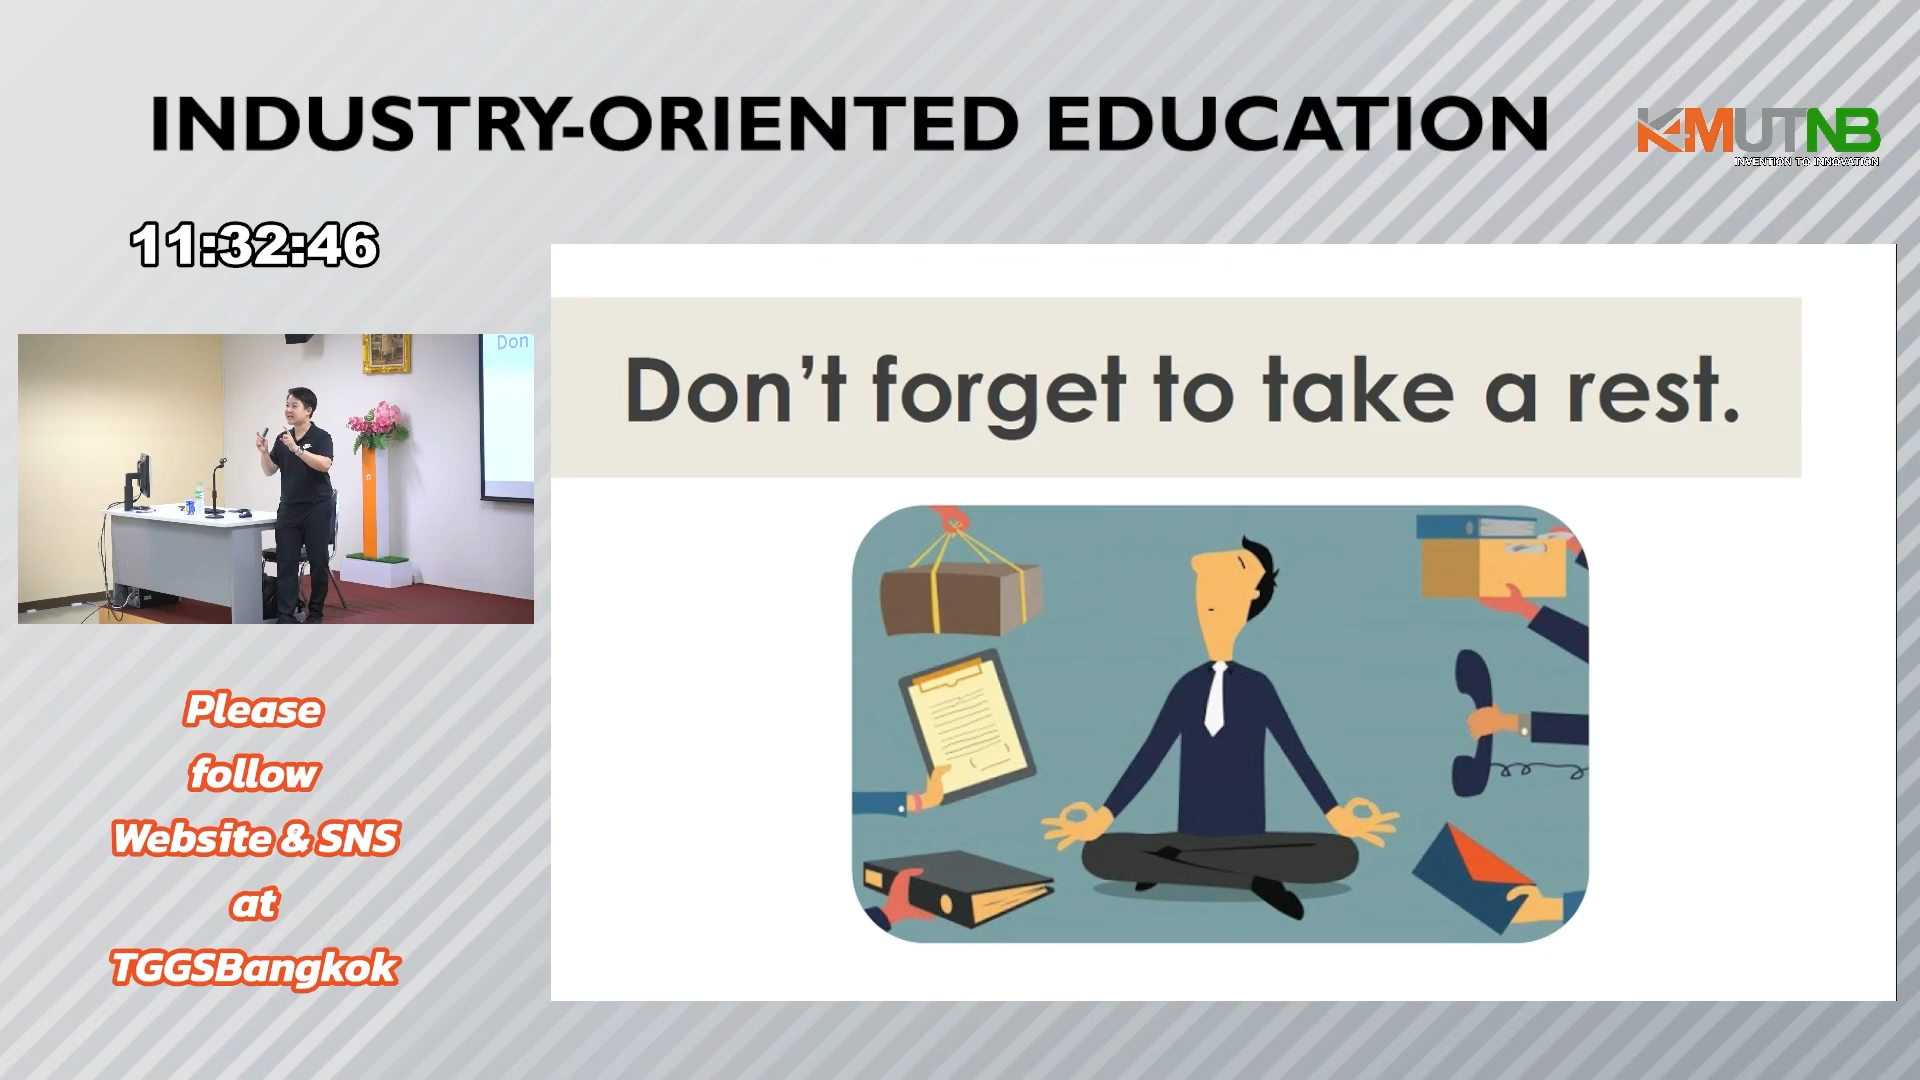 INDUSTRY-ORIENTED EDUCATION
KMUTNB
INVENTION TO INNOVATION
11:32:46
Don
Don't forget to take a rest.
Please
follow
Website & SNS
at
TGGSBangkok